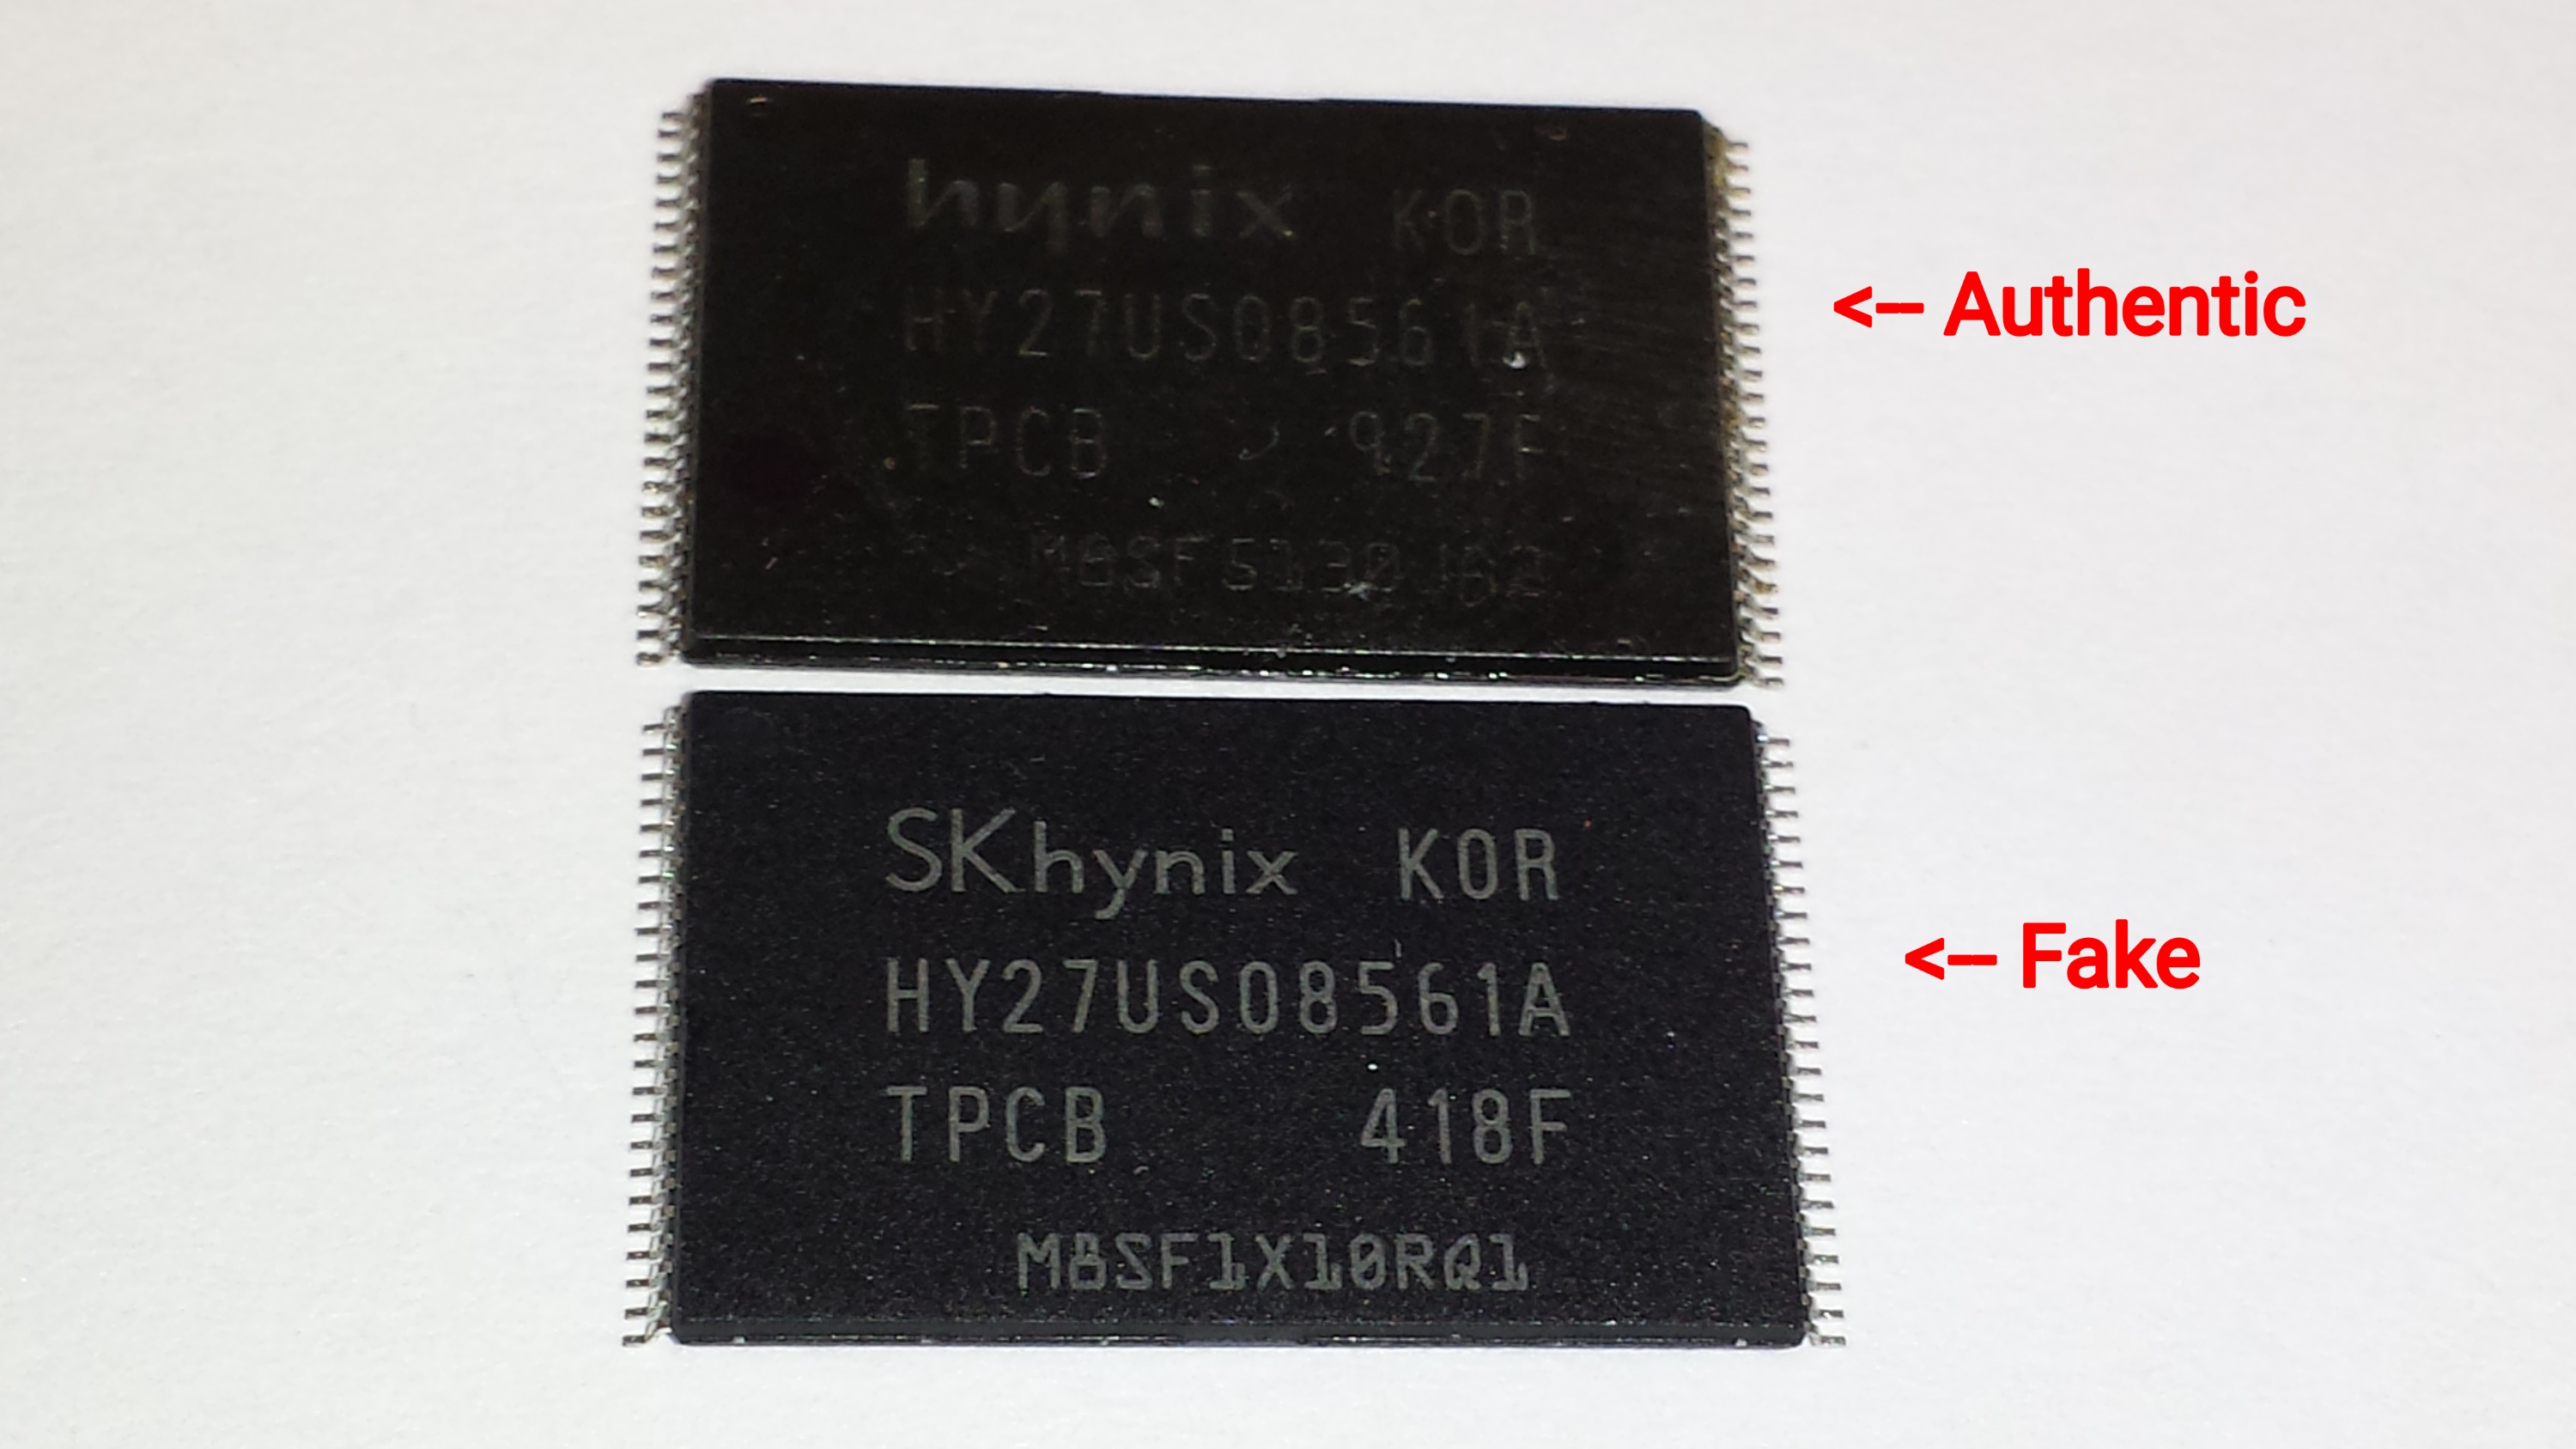 hynix KOR
HY27US08561A
TPCB 927F
<-- Authentic
SKhynix KOR
HY27US08561A
TPCB 418F
M8SF1X10RQ1
<-- Fake